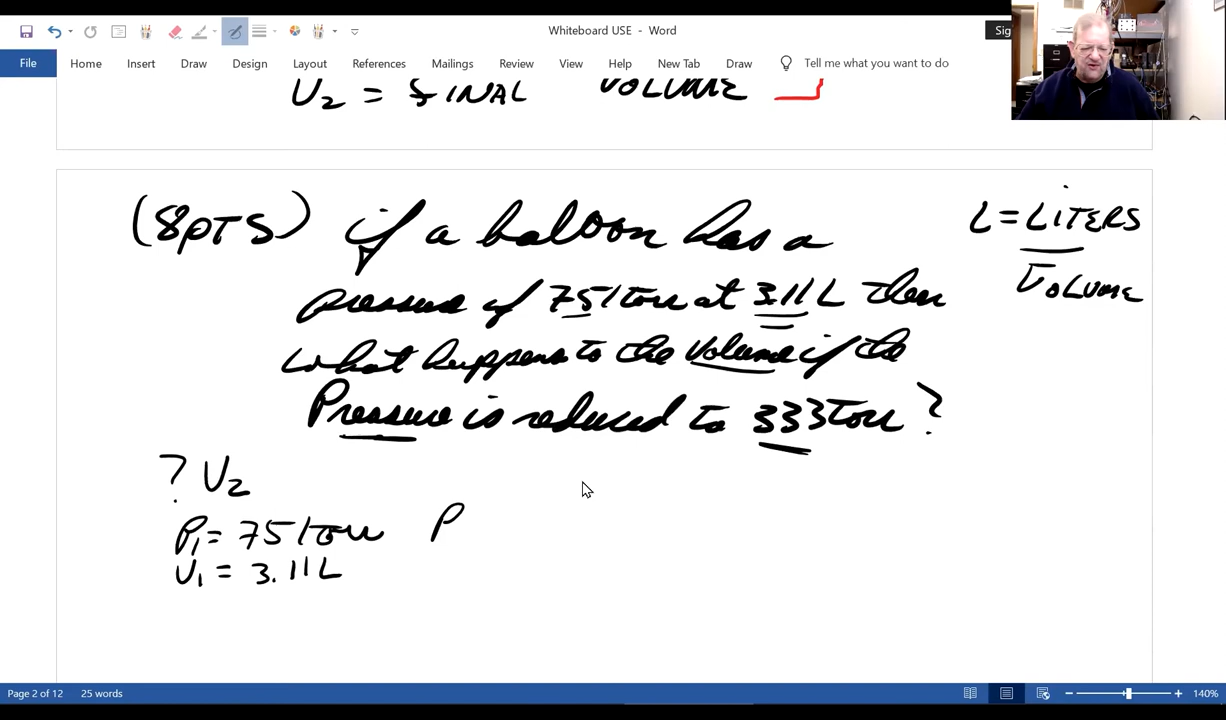 Whiteboard USE - Word
Sig
File Home Insert Draw Design Layout References Mailings Review View Help New Tab Draw Tell me what you want to do
V2 = FINAL VOLUME
(8pTS) if a baloon has a
pressure of 751torr at 3.11L then
what happens to the volume if the
Pressure is reduced to 333torr?
L = LITERS
VOLUME
? V2
P1 = 751torr P
V1 = 3.11L
Page 2 of 12 25 words 140%